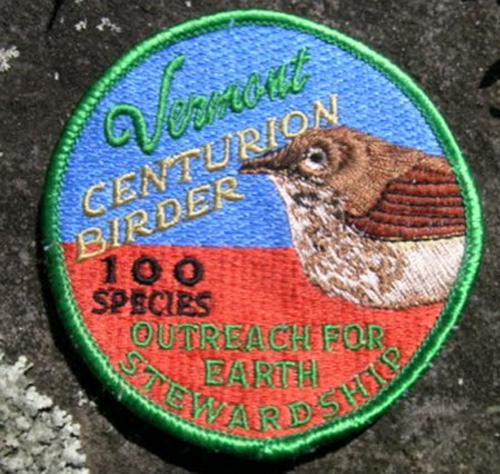 Vermont
CENTURION
BIRDER
100
SPECIES
OUTREACH FOR
EARTH
STEWARDSHIP